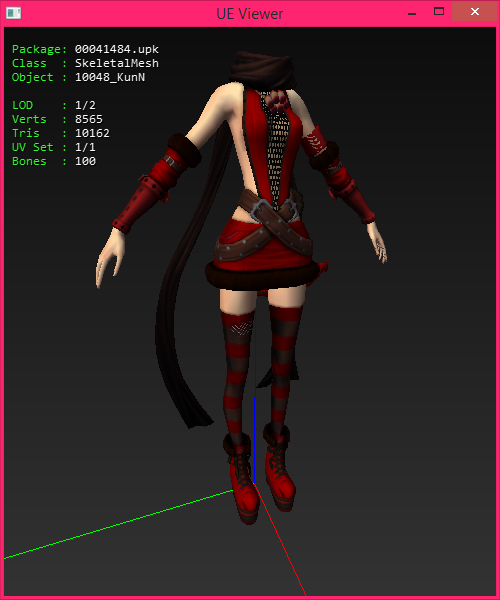 UE Viewer
Package: 00041484.upk
Class  : SkeletalMesh
Object : 10048_KunN
LOD    : 1/2
Verts  : 8565
Tris   : 10162
UV Set : 1/1
Bones  : 100